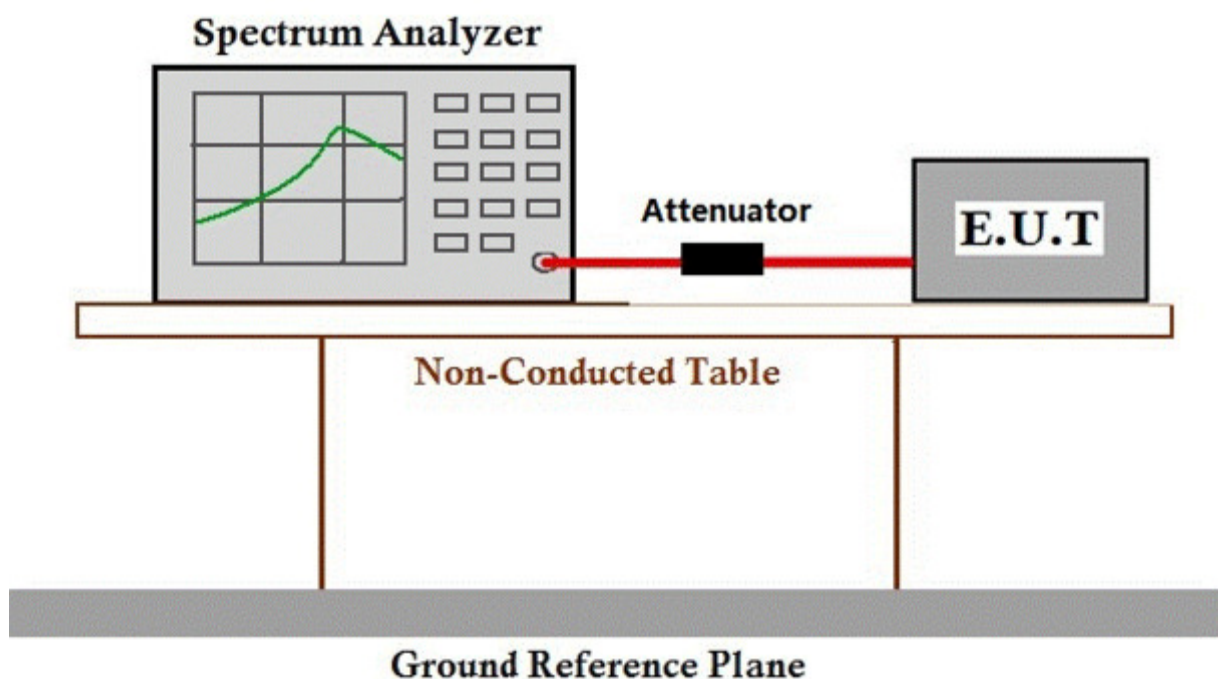 Spectrum Analyzer
Attenuator
E.U.T
Non-Conducted Table
Ground Reference Plane